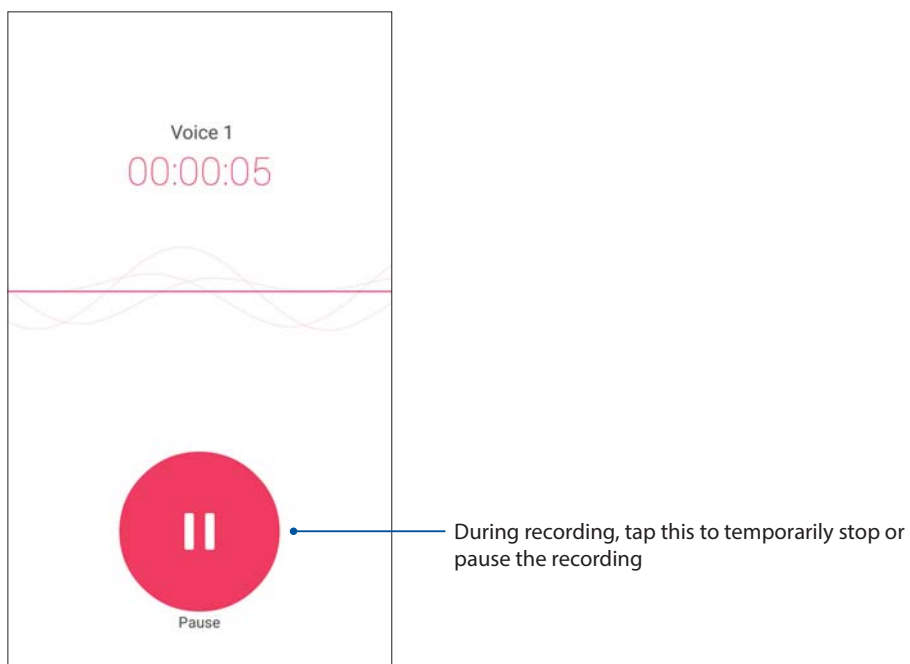 Voice 1
00:00:05
During recording, tap this to temporarily stop or
pause the recording
Pause